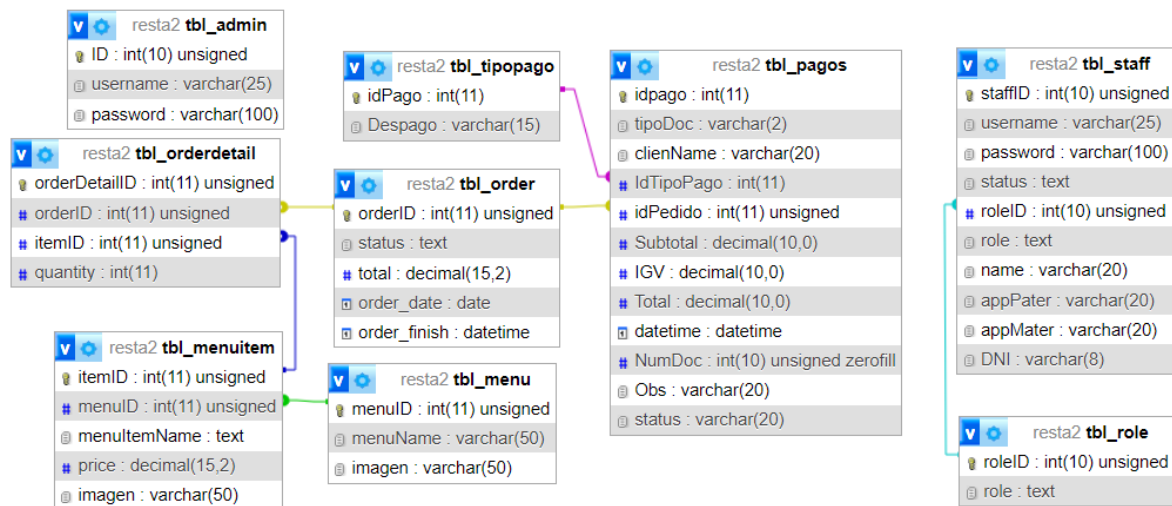 resta2 tbl_admin
ID : int(10) unsigned
username : varchar(25)
password : varchar(100)
resta2 tbl_orderdetail
orderDetailID : int(11) unsigned
orderID : int(11) unsigned
itemID : int(11) unsigned
quantity : int(11)
resta2 tbl_menuitem
itemID : int(11) unsigned
menuID : int(11) unsigned
menuItemName : text
price : decimal(15,2)
imagen : varchar(50)
resta2 tbl_tipopago
idPago : int(11)
Despago : varchar(15)
resta2 tbl_order
orderID : int(11) unsigned
status : text
total : decimal(15,2)
order_date : date
order_finish : datetime
resta2 tbl_menu
menuID : int(11) unsigned
menuName : varchar(50)
imagen : varchar(50)
resta2 tbl_pagos
idpago : int(11)
tipoDoc : varchar(2)
clienName : varchar(20)
IdTipoPago : int(11)
idPedido : int(11) unsigned
Subtotal : decimal(10,0)
IGV : decimal(10,0)
Total : decimal(10,0)
datetime : datetime
NumDoc : int(10) unsigned zerofill
Obs : varchar(20)
status : varchar(20)
resta2 tbl_staff
staffID : int(10) unsigned
username : varchar(25)
password : varchar(100)
status : text
roleID : int(10) unsigned
role : text
name : varchar(20)
appPater : varchar(20)
appMater : varchar(20)
DNI : varchar(8)
resta2 tbl_role
roleID : int(10) unsigned
role : text